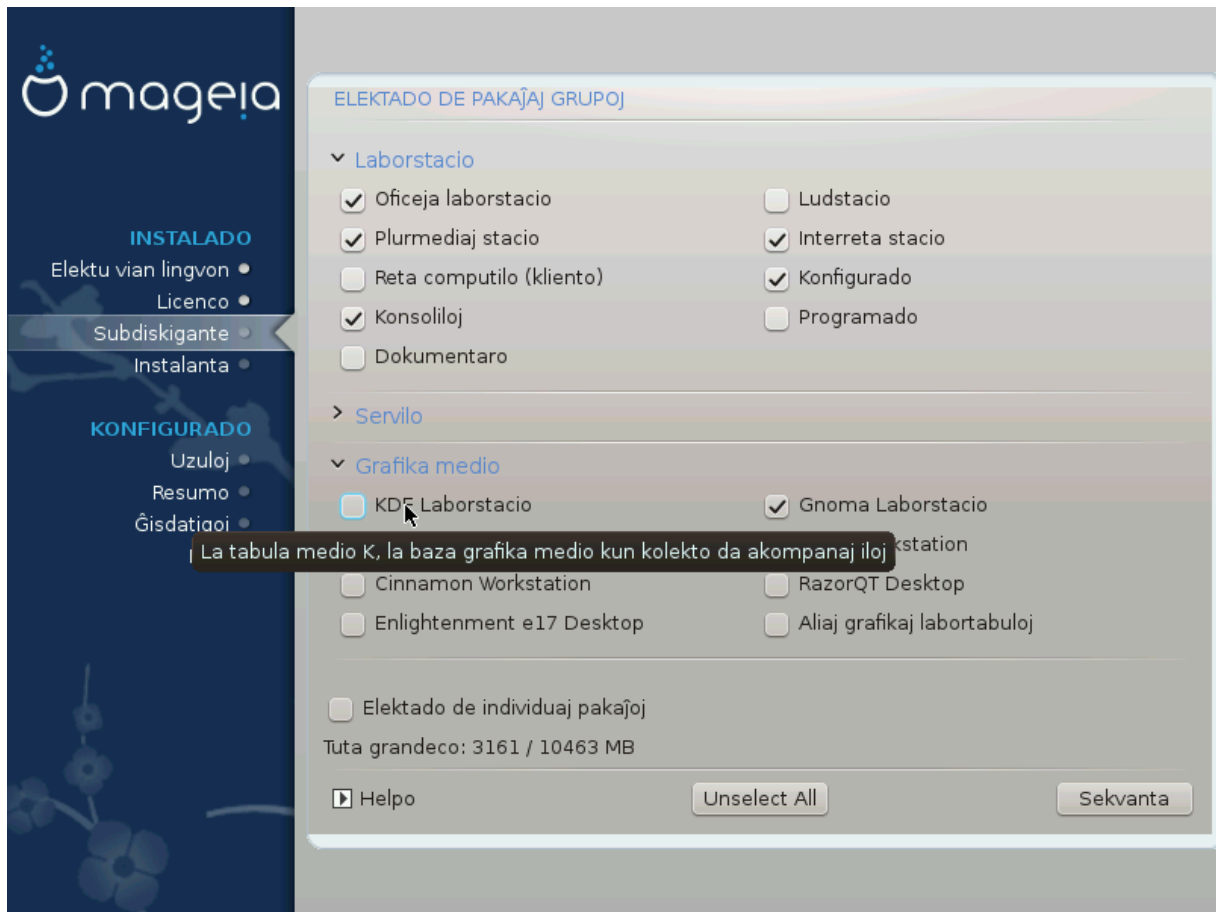 mageia
INSTALADO
Elektu vian lingvon
Licenco
Subdiskigante
Instalanta
KONFIGURADO
Uzuloj
Resumo
Ĝisdatigoj
ELEKTADO DE PAKAĴAJ GRUPOJ
Laborstacio
Oficeja laborstacio
Ludstacio
Plurmediaj stacio
Interreta stacio
Reta computilo (kliento)
Konfigurado
Konsoliloj
Programado
Dokumentaro
Servilo
Grafika medio
KDE Laborstacio
Gnoma Laborstacio
La tabula medio K, la baza grafika medio kun kolekto da akompanaj iloj
Cinnamon Workstation
RazorQT Desktop
Enlightenment e17 Desktop
Aliaj grafikaj labortabuloj
Elektado de individuaj pakaĵoj
Tuta grandeco: 3161 / 10463 MB
Helpo
Unselect All
Sekvanta